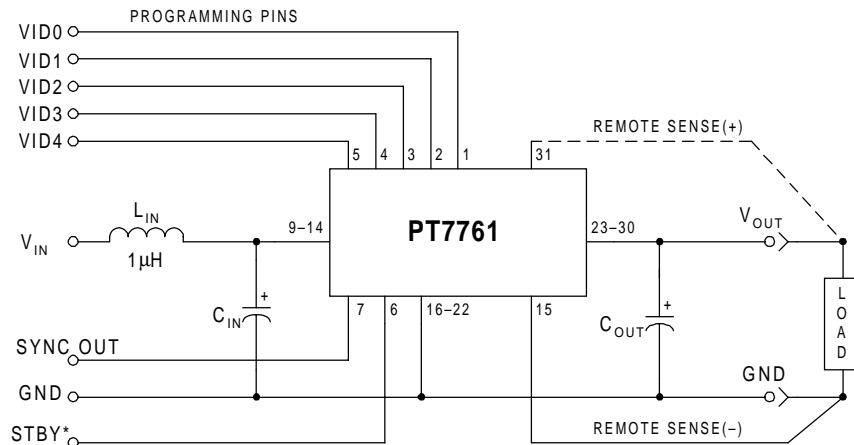 PROGRAMMING PINS
VID0
VID1
VID2
VID3
VID4
REMOTE SENSE(+)
5 4 3 2 1 31
L_IN
V_IN
1µH
9–14
PT7761
23–30
V_OUT
C_IN
+
7 6 16–22 15
C_OUT
+
LOAD
SYNC OUT
GND
GND
STBY*
REMOTE SENSE(–)